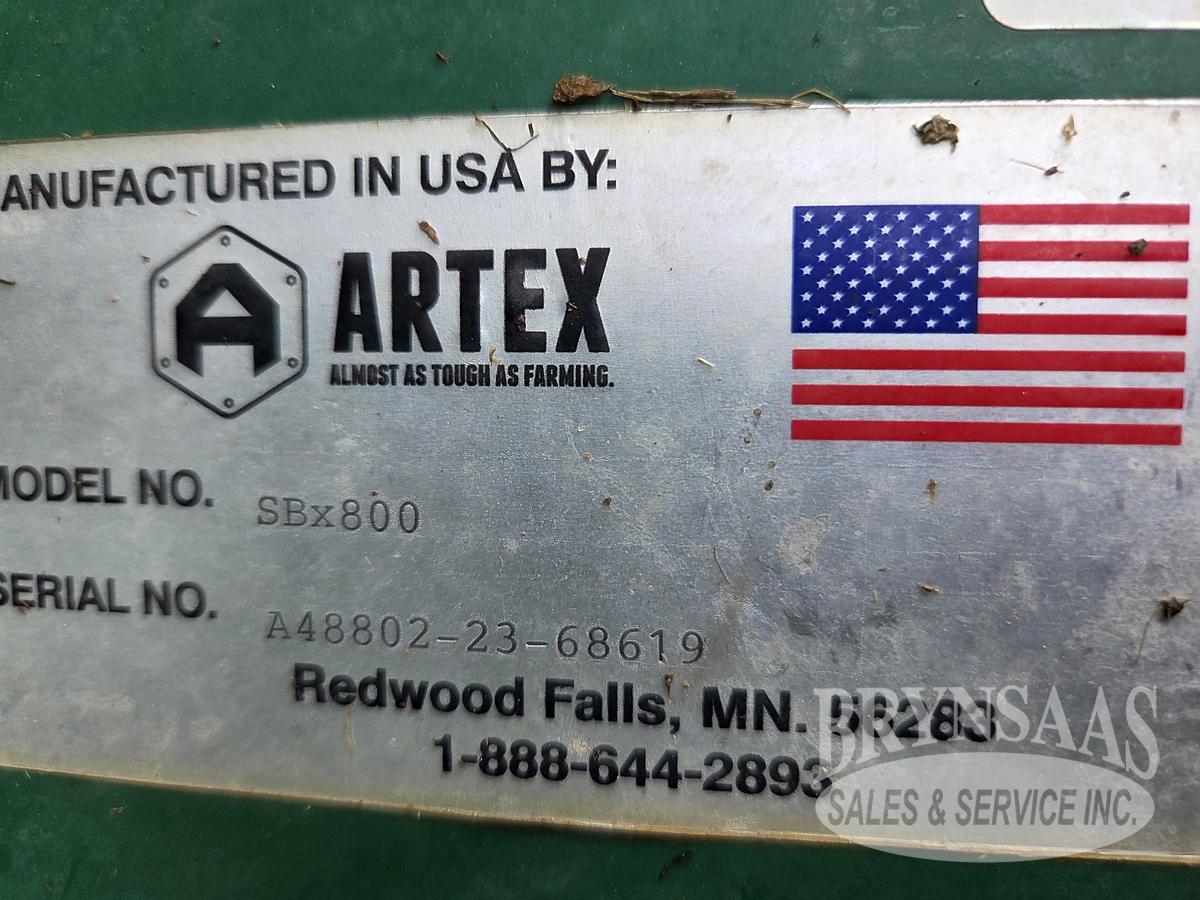 ANUFACTURED IN USA BY:
A ARTEX
ALMOST AS TOUGH AS FARMING.
MODEL NO. SBx800
SERIAL NO. A48802-23-68619
Redwood Falls, MN. 56283
1-888-644-2893
BRYNSAAS
SALES & SERVICE INC.